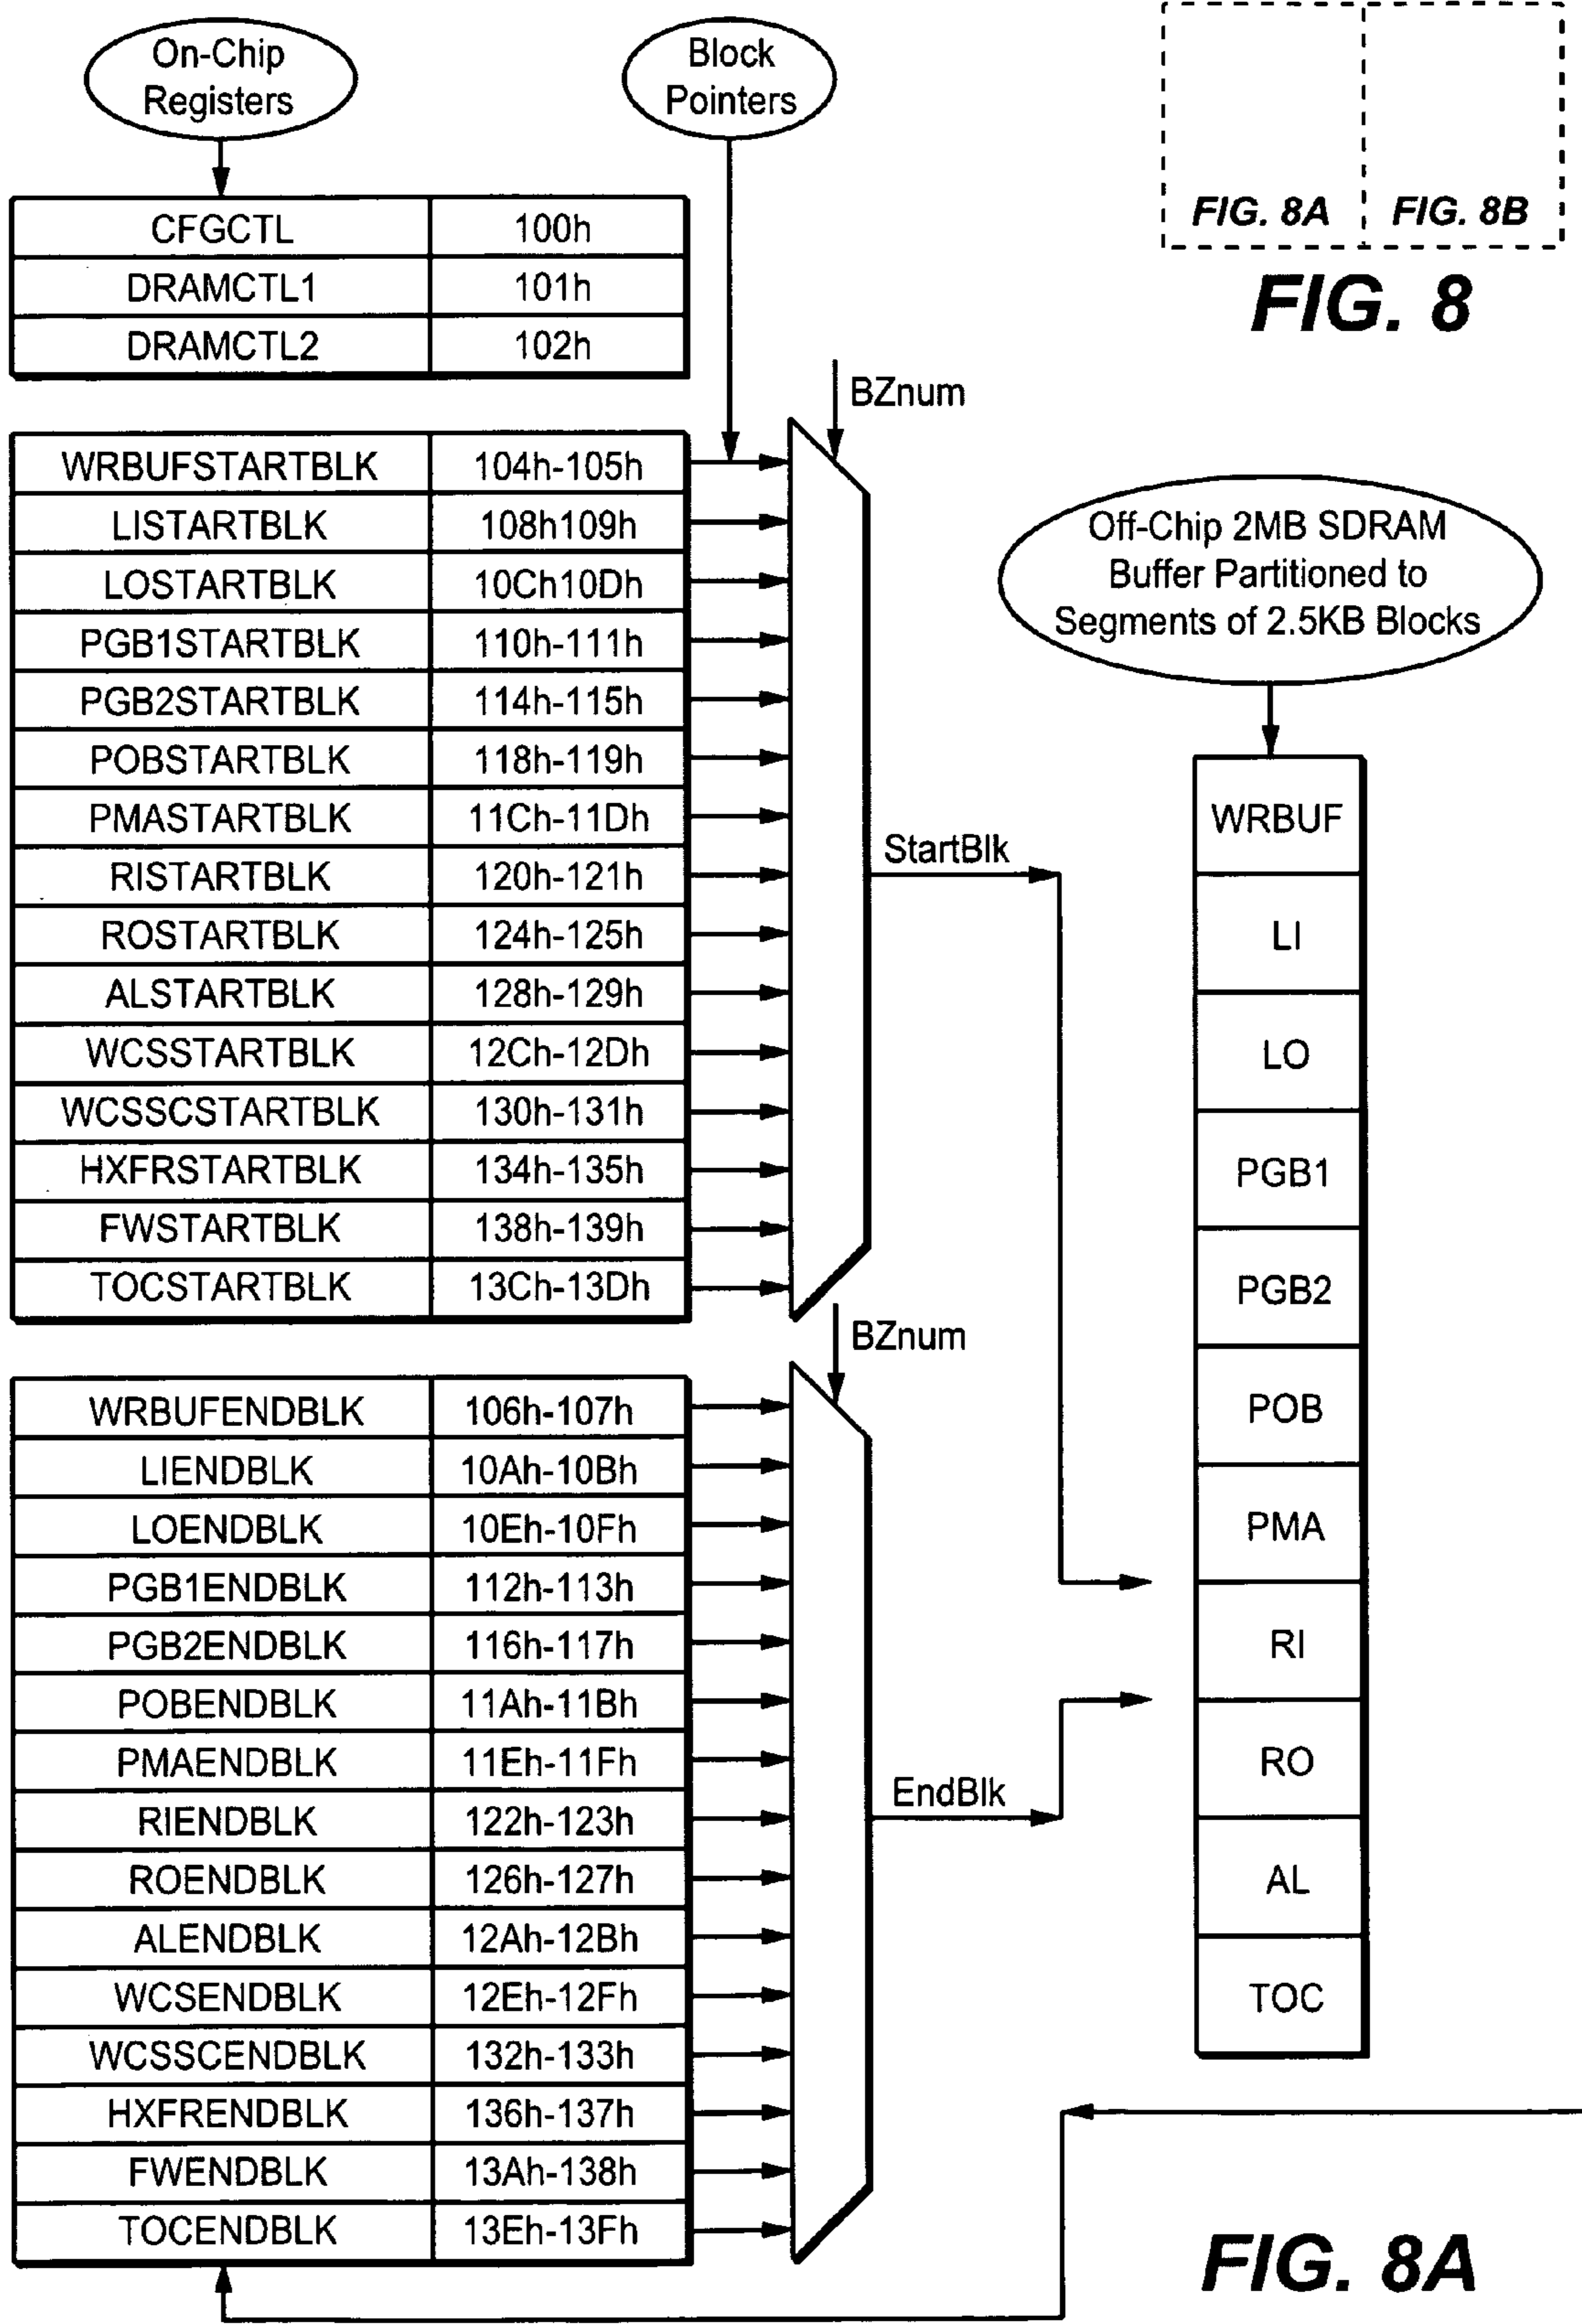 On-Chip
Registers
Block
Pointers
FIG. 8A FIG. 8B
FIG. 8
CFGCTL 100h
DRAMCTL1 101h
DRAMCTL2 102h
BZnum
WRBUFSTARTBLK 104h-105h
LISTARTBLK 108h109h
LOSTARTBLK 10Ch10Dh
PGB1STARTBLK 110h-111h
PGB2STARTBLK 114h-115h
POBSTARTBLK 118h-119h
PMASTARTBLK 11Ch-11Dh
RISTARTBLK 120h-121h
ROSTARTBLK 124h-125h
ALSTARTBLK 128h-129h
WCSSTARTBLK 12Ch-12Dh
WCSSCSTARTBLK 130h-131h
HXFRSTARTBLK 134h-135h
FWSTARTBLK 138h-139h
TOCSTARTBLK 13Ch-13Dh
StartBlk
BZnum
WRBUFENDBLK 106h-107h
LIENDBLK 10Ah-10Bh
LOENDBLK 10Eh-10Fh
PGB1ENDBLK 112h-113h
PGB2ENDBLK 116h-117h
POBENDBLK 11Ah-11Bh
PMAENDBLK 11Eh-11Fh
RIENDBLK 122h-123h
ROENDBLK 126h-127h
ALENDBLK 12Ah-12Bh
WCSENDBLK 12Eh-12Fh
WCSSCENDBLK 132h-133h
HXFRENDBLK 136h-137h
FWENDBLK 13Ah-138h
TOCENDBLK 13Eh-13Fh
EndBlk
Off-Chip 2MB SDRAM
Buffer Partitioned to
Segments of 2.5KB Blocks
WRBUF
LI
LO
PGB1
PGB2
POB
PMA
RI
RO
AL
TOC
FIG. 8A